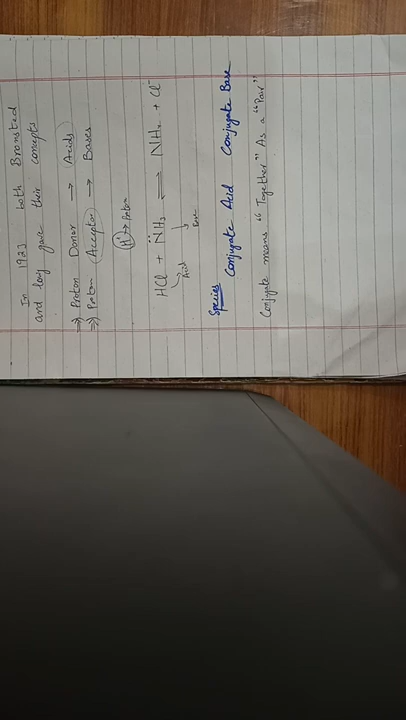 In 1923 both Bronsted
and lory gave their concepts
⇒ Proton Donor → Acids
⇒ Proton Acceptor → Bases
H⁺ → Proton
HCl + N̈H₃ ⇌ NH₄ + Cl⁻
Acid Base
Species
Conjugate Acid Conjugate Base
Conjugate means "Together" As a "Pair"